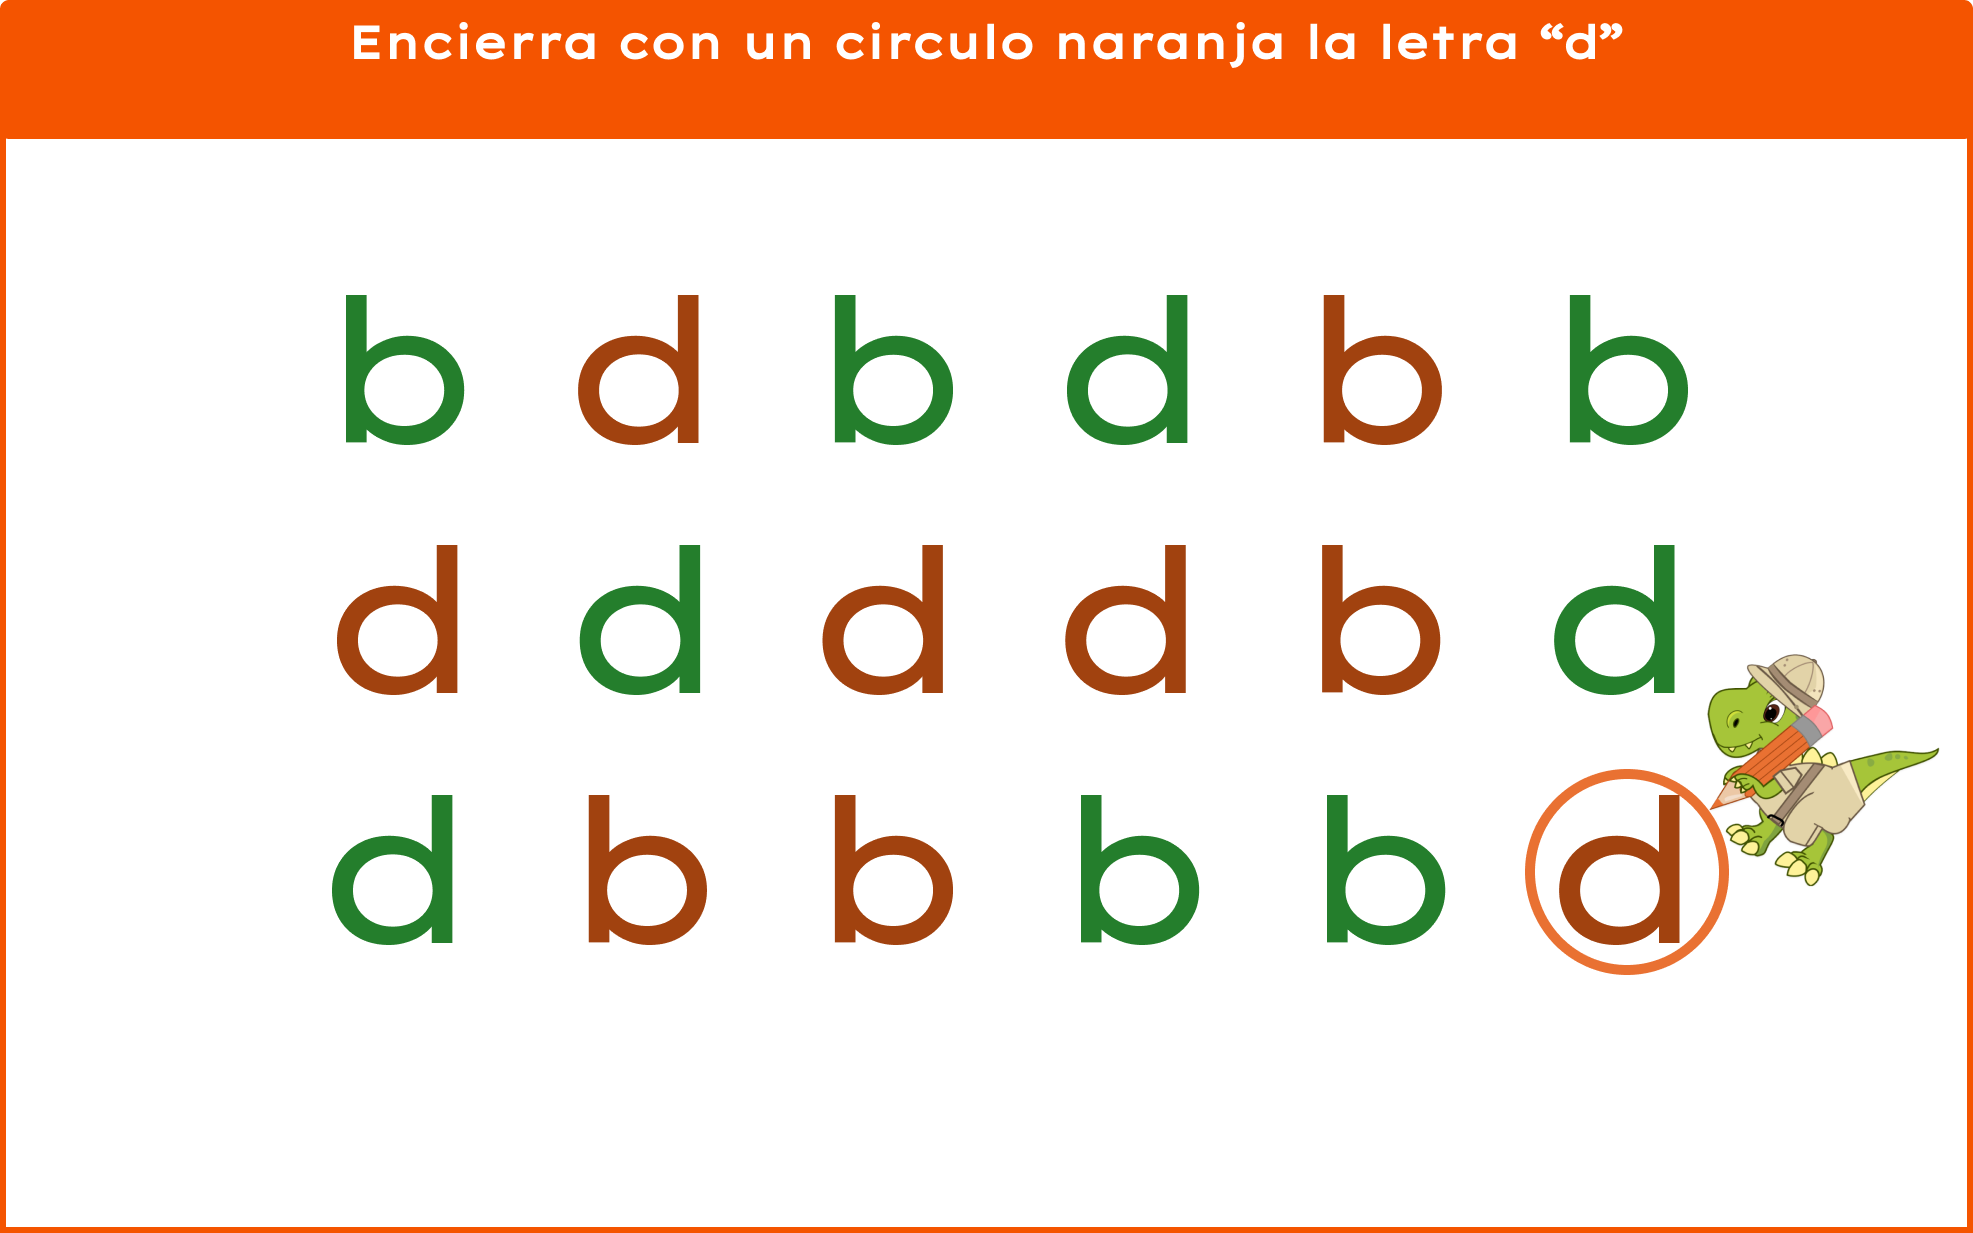 Encierra con un circulo naranja la letra “d”
b d b d b b
d d d d b d
d b b b b d